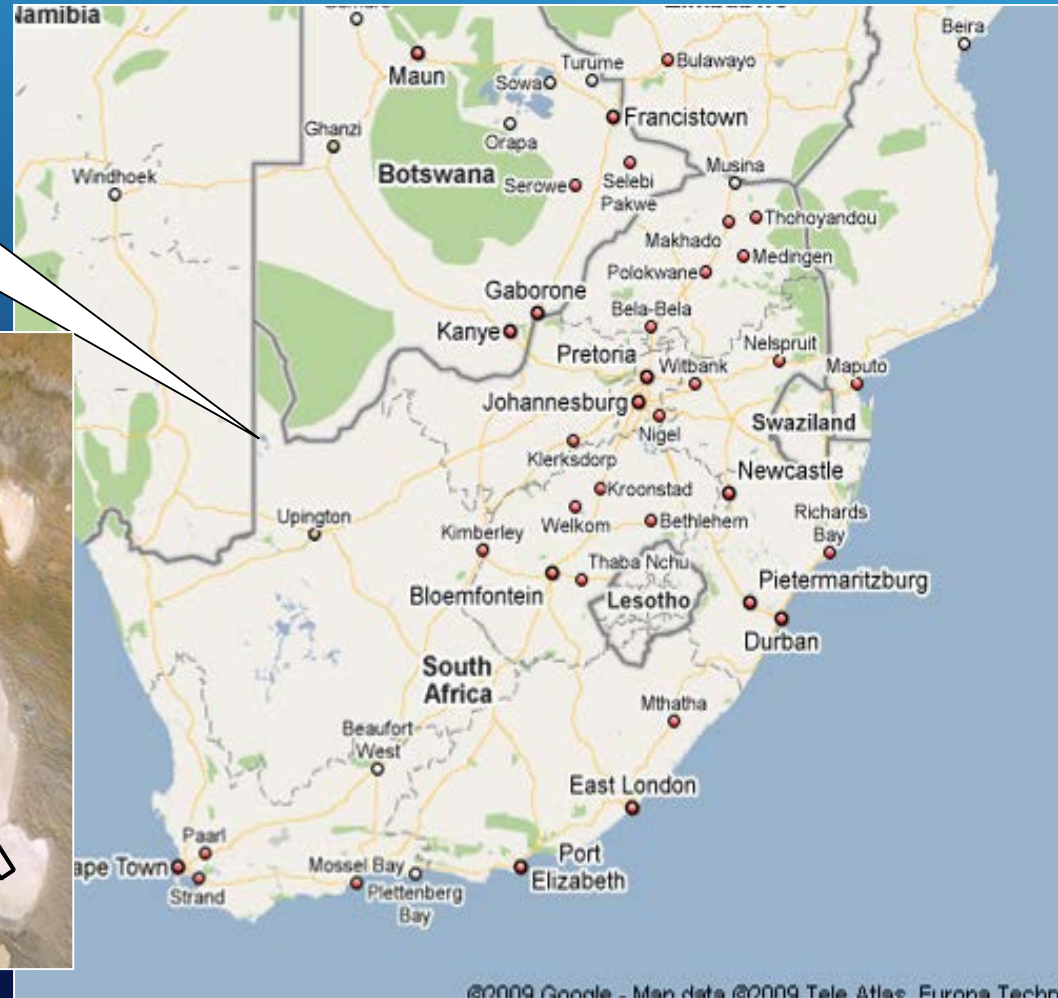 Namibia
Beira
Maun
Turume
Bulawayo
Sowa
Francistown
Ghanzi
Orapa
Windhoek
Botswana
Musina
Serowe
Selebi
Pakwe
Thohoyandou
Makhado
Medingen
Polokwane
Gaborone
Bela-Bela
Kanye
Pretoria
Nelspruit
Witbank
Maputo
Johannesburg
Swaziland
Nigel
Klerksdorp
Newcastle
Kroonstad
Upington
Welkom
Bethlehem
Richards
Bay
Kimberley
Thaba Nchu
Bloemfontein
Lesotho
Pietermaritzburg
Durban
South
Africa
Mthatha
Beaufort
West
East London
Paarl
ape Town
Mossel Bay
Port
Elizabeth
Strand
Plettenberg
Bay
©2009 Google - Map data ©2009 Tele Atlas, Europa Techn